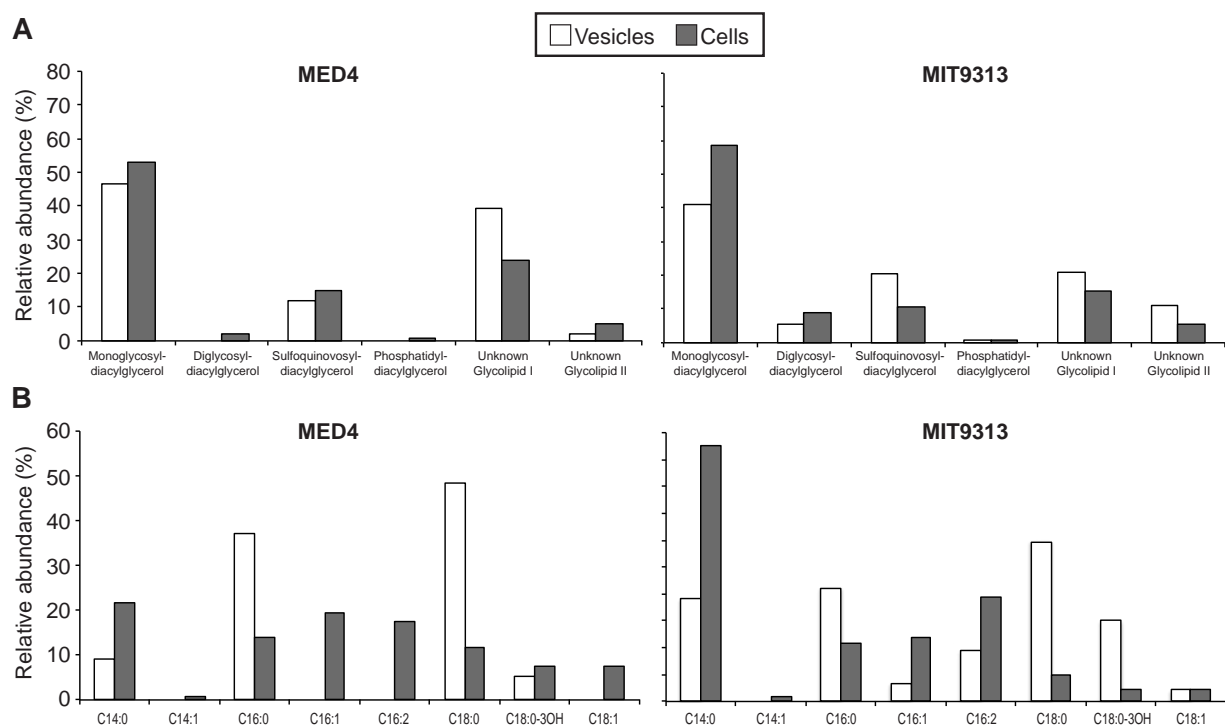 A
Vesicles Cells
MED4
MIT9313
Relative abundance (%)
80
70
60
50
40
30
20
10
0
Monoglycosyl-
diacylglycerol
Diglycosyl-
diacylglycerol
Sulfoquinovosyl-
diacylglycerol
Phosphatidyl-
diacylglycerol
Unknown
Glycolipid I
Unknown
Glycolipid II
Monoglycosyl-
diacylglycerol
Diglycosyl-
diacylglycerol
Sulfoquinovosyl-
diacylglycerol
Phosphatidyl-
diacylglycerol
Unknown
Glycolipid I
Unknown
Glycolipid II
B
MED4
MIT9313
Relative abundance (%)
60
50
40
30
20
10
0
C14:0 C14:1 C16:0 C16:1 C16:2 C18:0 C18:0-3OH C18:1
C14:0 C14:1 C16:0 C16:1 C16:2 C18:0 C18:0-3OH C18:1